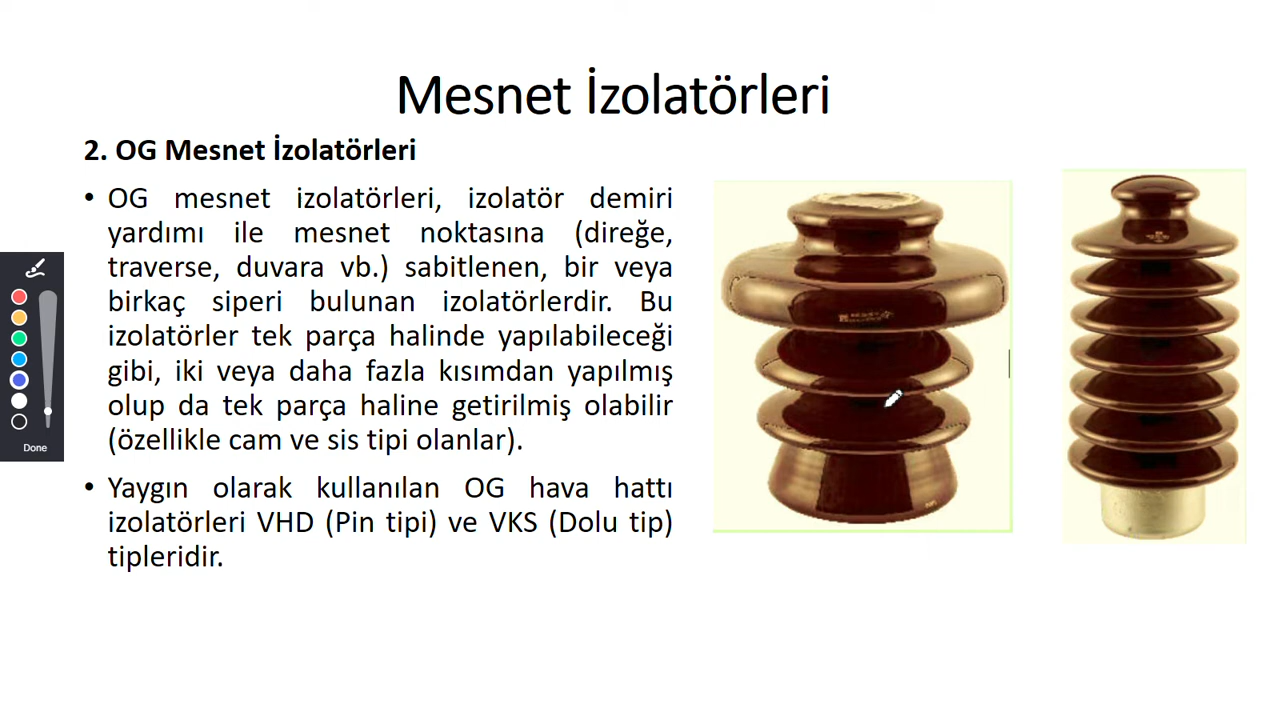 Mesnet İzolatörleri
2. OG Mesnet İzolatörleri
• OG mesnet izolatörleri, izolatör demiri
yardımı ile mesnet noktasına (direğe,
traverse, duvara vb.) sabitlenen, bir veya
birkaç siperi bulunan izolatörlerdir. Bu
izolatörler tek parça halinde yapılabileceği
gibi, iki veya daha fazla kısımdan yapılmış
olup da tek parça haline getirilmiş olabilir
(özellikle cam ve sis tipi olanlar).
• Yaygın olarak kullanılan OG hava hattı
izolatörleri VHD (Pin tipi) ve VKS (Dolu tip)
tipleridir.
Done